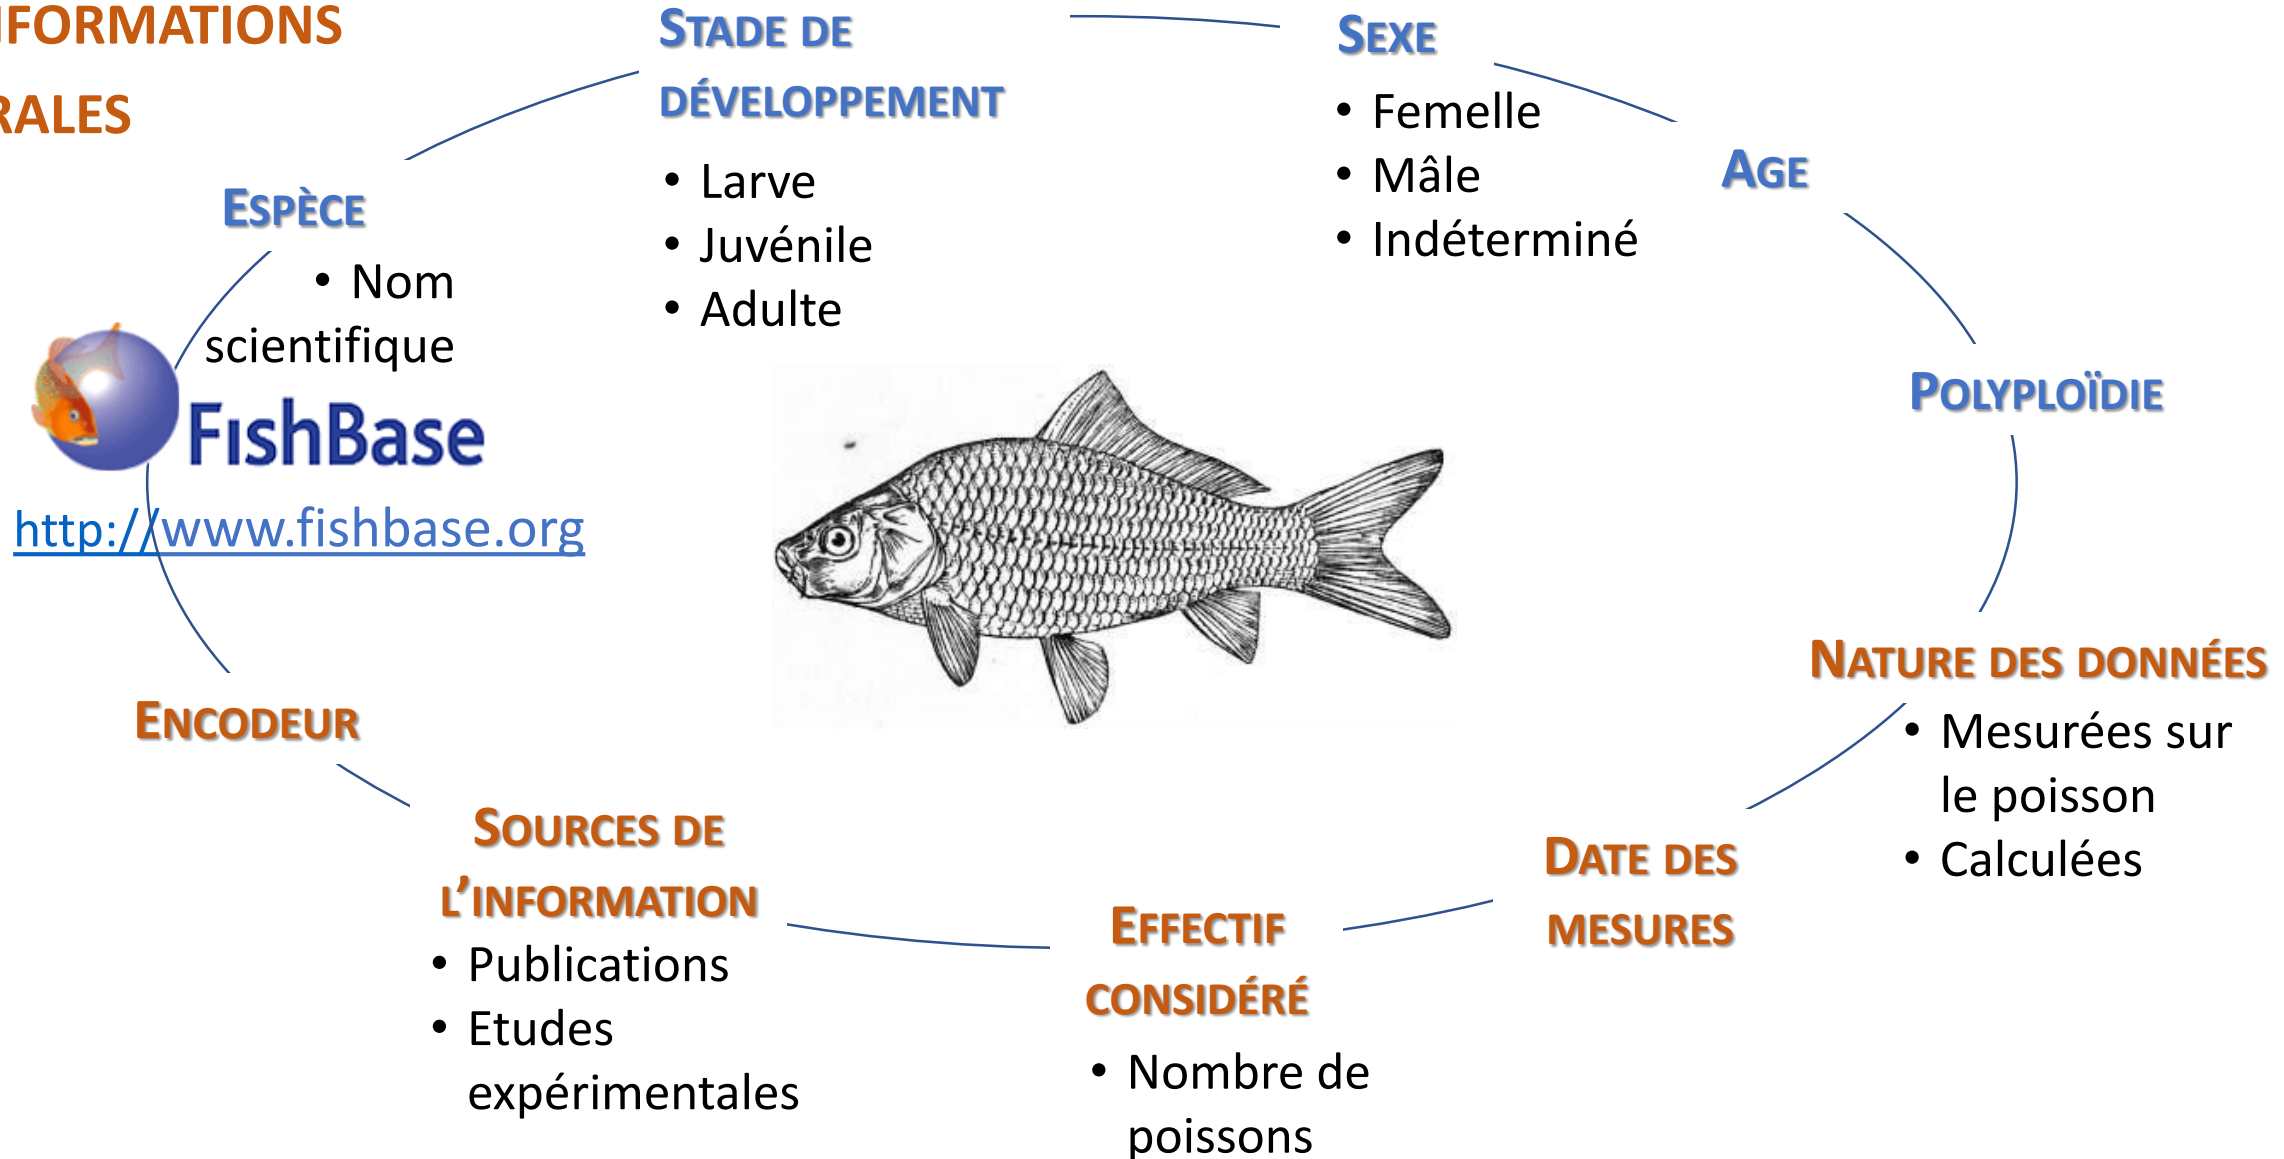 NFORMATIONS
RALES
STADE DE
DÉVELOPPEMENT
• Larve
• Juvénile
• Adulte
SEXE
• Femelle
• Mâle
• Indéterminé
AGE
ESPÈCE
• Nom
scientifique
FishBase
http://www.fishbase.org
POLYPLOÏDIE
NATURE DES DONNÉES
• Mesurées sur
le poisson
• Calculées
DATE DES
MESURES
EFFECTIF
CONSIDÉRÉ
• Nombre de
poissons
SOURCES DE
L’INFORMATION
• Publications
• Etudes
expérimentales
ENCODEUR